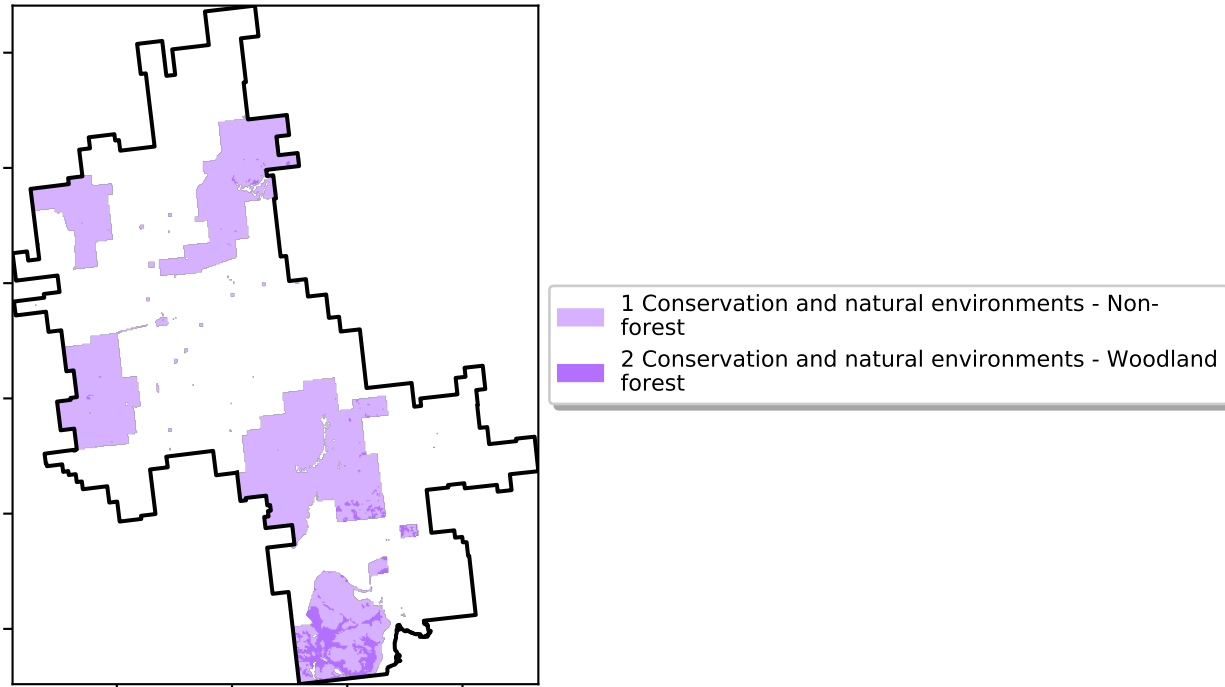 1 Conservation and natural environments - Non-
forest
2 Conservation and natural environments - Woodland
forest